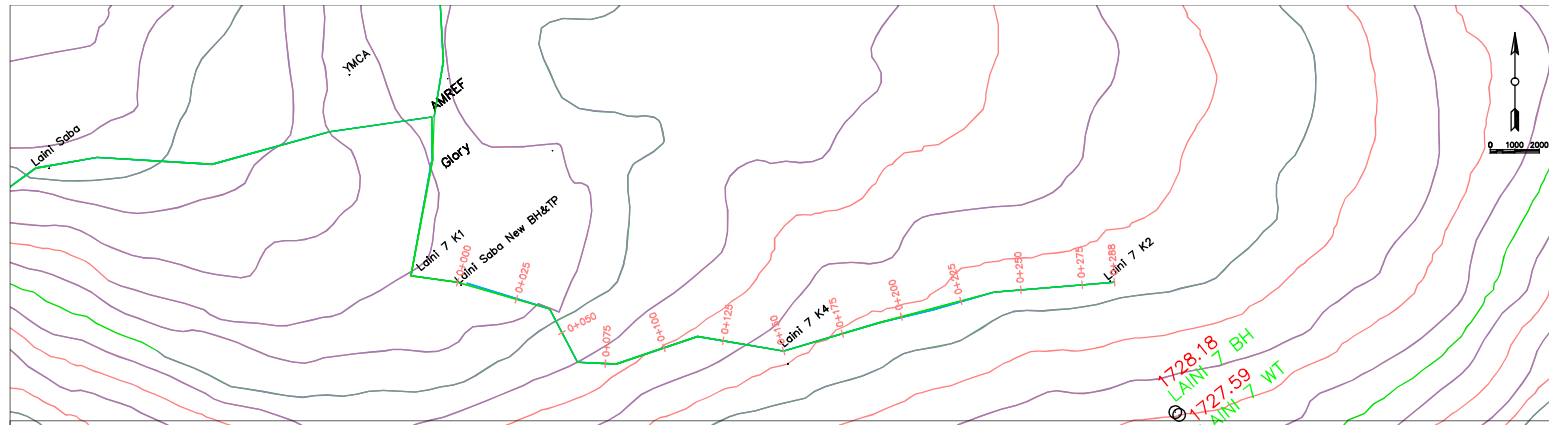 YMCA
AMREF
Laini Saba
Glory
0 1000 2000
Laini 7 K1
Laini Saba New BH&TP
0+000
0+025
0+050
0+075
0+100
0+125
0+150
Laini 7 K4
0+175
0+200
0+225
0+250
0+275
0+288
Laini 7 K2
1728.18
LAINI 7 BH
1727.59
LAINI 7 WT